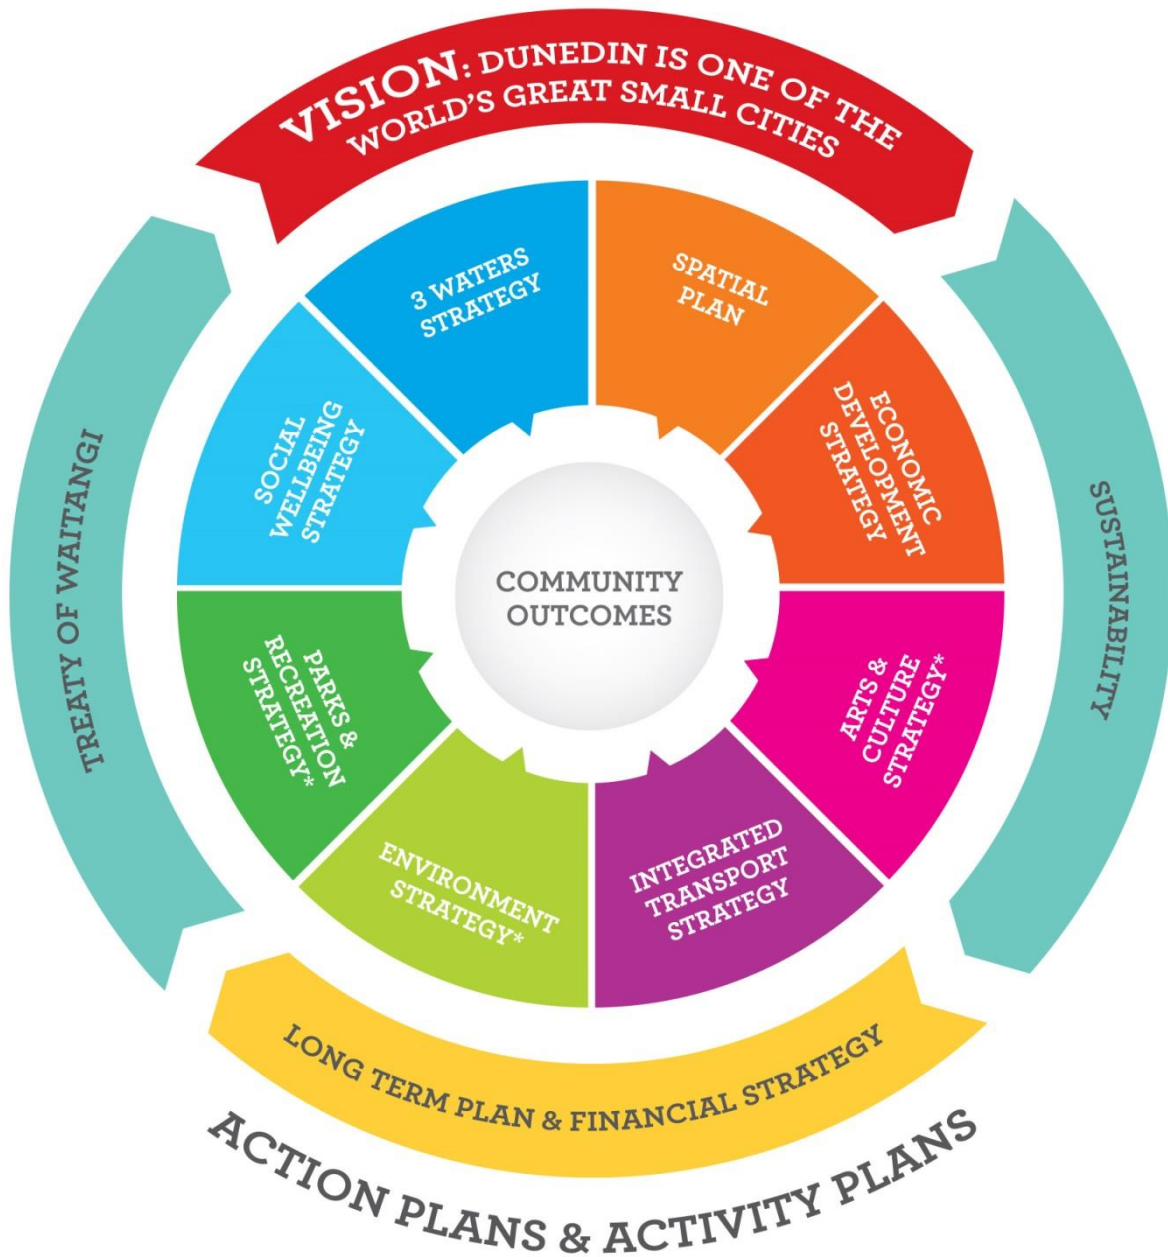 VISION: DUNEDIN IS ONE OF THE
WORLD'S GREAT SMALL CITIES
3 WATERS
STRATEGY
SPATIAL
PLAN
ECONOMIC
DEVELOPMENT
STRATEGY
ARTS &
CULTURE
STRATEGY*
INTEGRATED
TRANSPORT
STRATEGY
ENVIRONMENT
STRATEGY*
PARKS &
RECREATION
STRATEGY*
SOCIAL
WELLBEING
STRATEGY
COMMUNITY
OUTCOMES
TREATY OF WAITANGI
SUSTAINABILITY
LONG TERM PLAN & FINANCIAL STRATEGY
ACTION PLANS & ACTIVITY PLANS